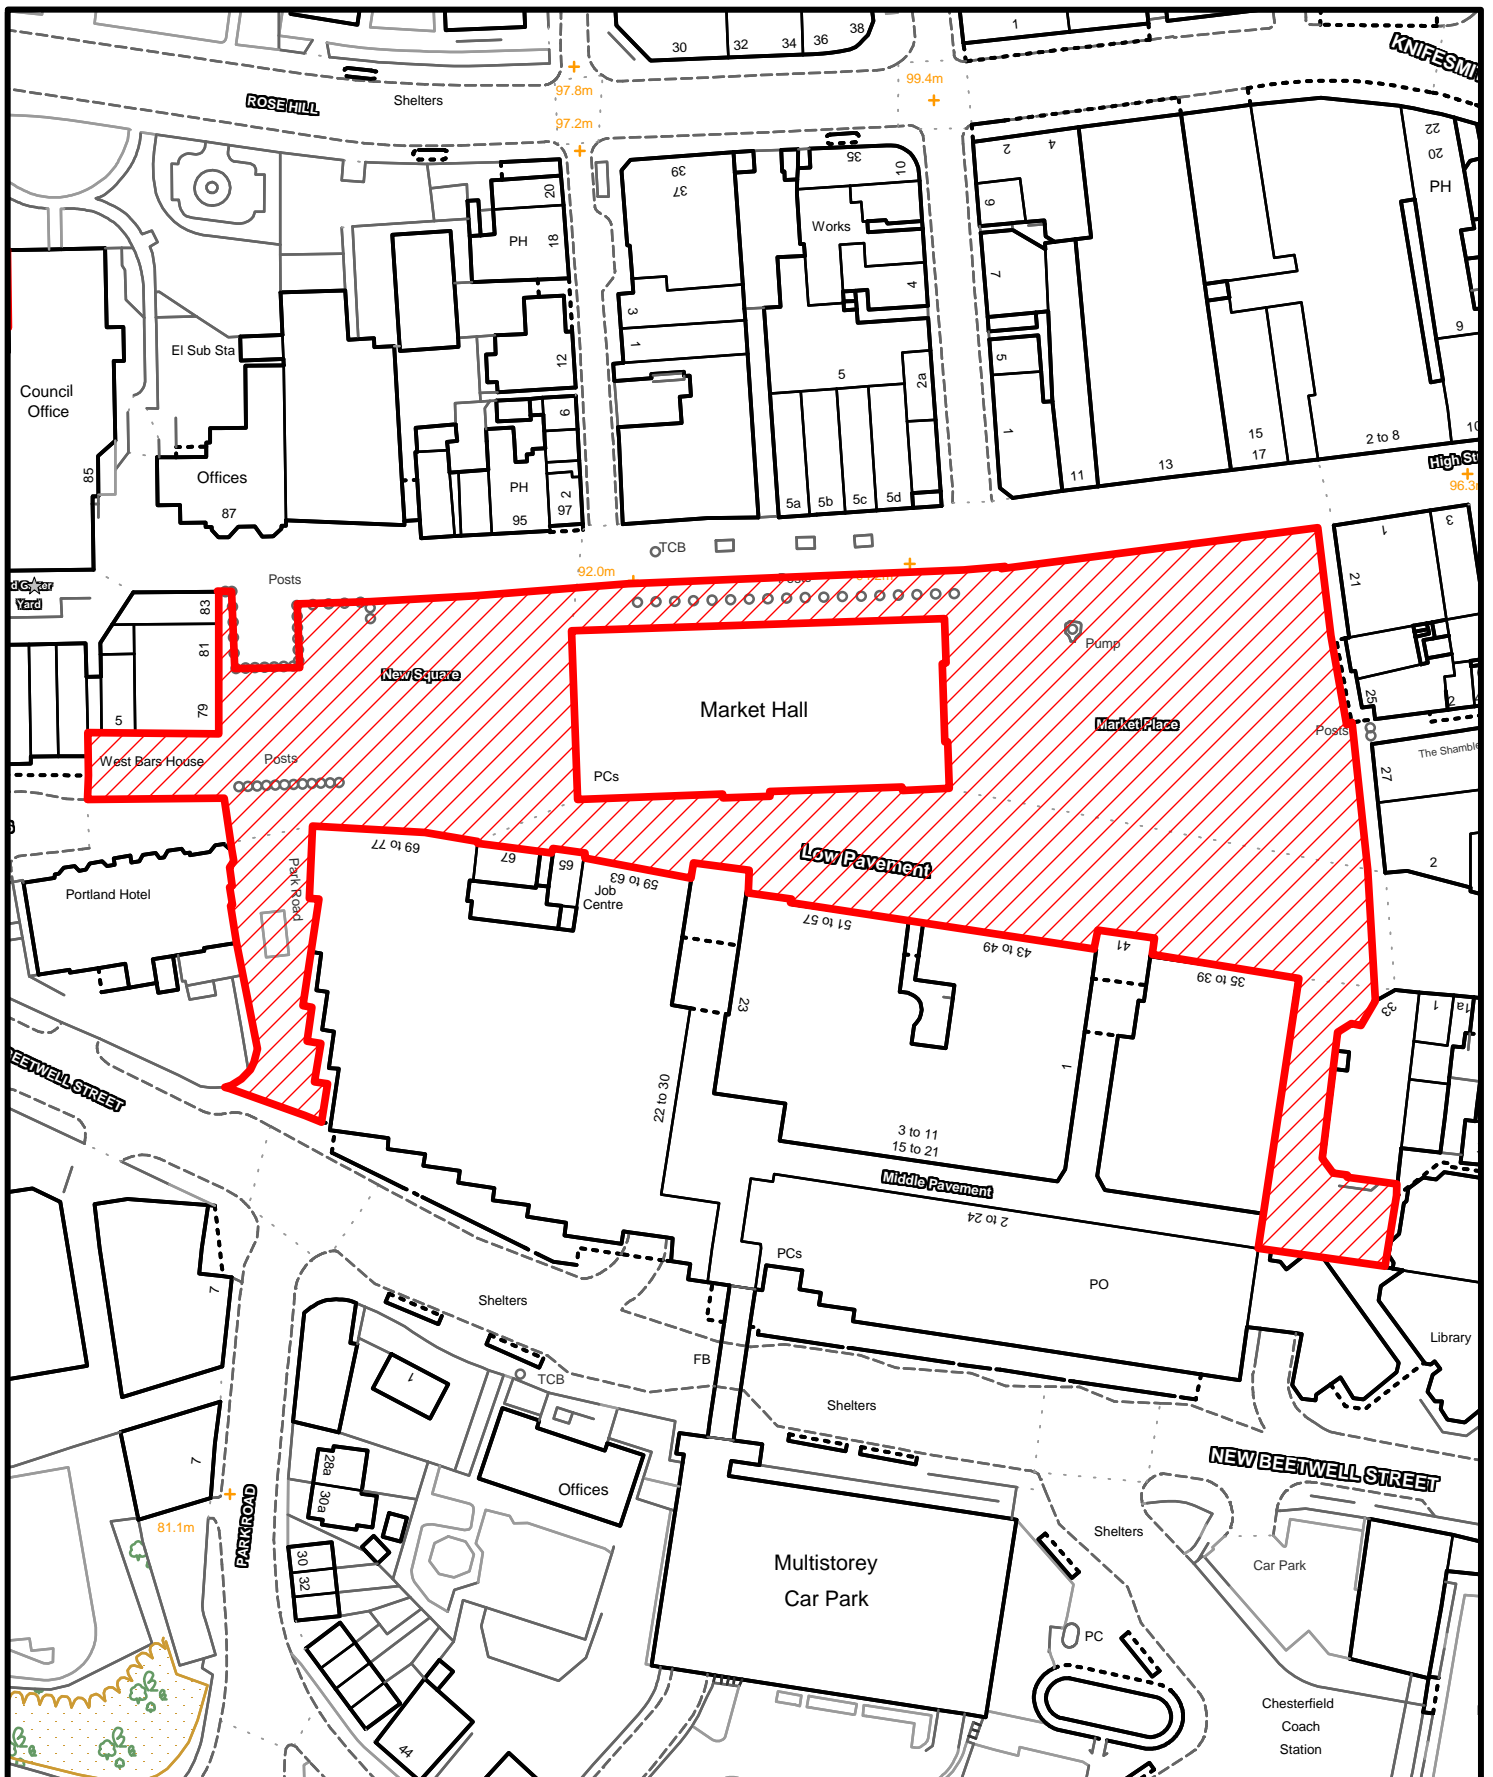 30
32
34
36
38
1
KNIFESMI
99.4m
97.8m
97.2m
ROSE HILL
Shelters
22
20
PH
39
37
35
10
2
4
6
20
18
PH
Works
7
4
3
1
12
9
El Sub Sta
Council
Office
85
5
2a
5
1
6
2
97
PH
95
Offices
87
5a
5b
5c
5d
11
13
15
17
2 to 8
10
High St
96.3
TCB
92.0m
Posts
Posts
1
3
21
Yard
83
81
79
5
New Square
Market Hall
PCs
Pump
Market Place
25
2
Posts
The Shamble
27
2
West Bars House
Posts
Park Road
69 to 77
67
65
Job
Centre
59 to 63
Low Pavement
51 to 57
43 to 49
41
35 to 39
33
1
1a
Portland Hotel
23
1
22 to 30
3 to 11
15 to 21
Middle Pavement
2 to 24
EETWELL STREET
PCs
PO
7
Shelters
FB
Library
1
TCB
Shelters
NEW BEETWELL STREET
7
28a
30a
Offices
PARK ROAD
81.1m
30
32
Multistorey
Car Park
Shelters
Car Park
PC
Chesterfield
Coach
Station
44